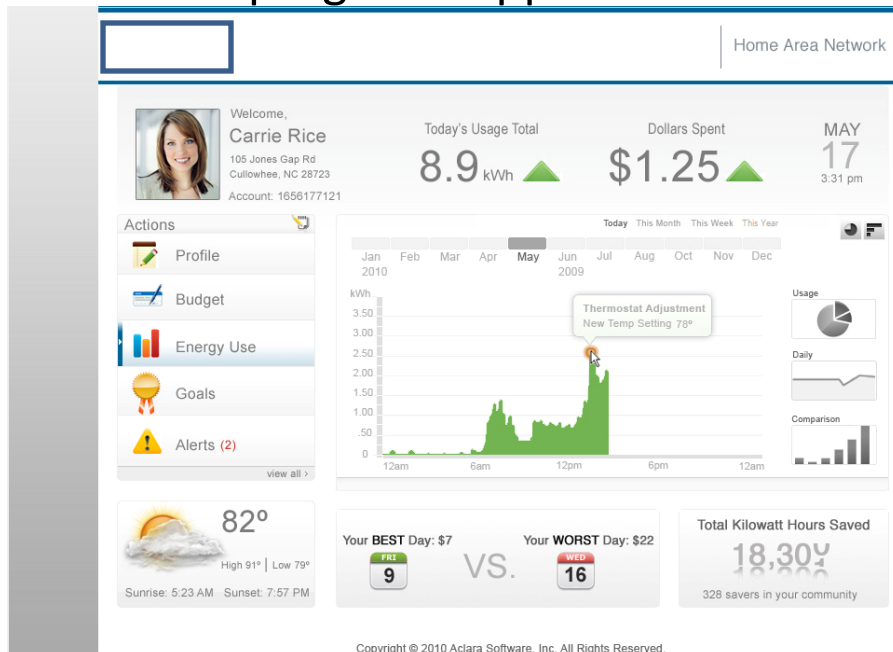 Home Area Network
Welcome,
Carrie Rice
105 Jones Gap Rd
Cullowhee, NC 28723
Account: 1656177121
Today's Usage Total
8.9 kWh
Dollars Spent
$1.25
MAY
17
3:31 pm
Actions
Profile
Budget
Energy Use
Goals
Alerts (2)
view all >
Today This Month This Week This Year
Jan Feb Mar Apr May Jun Jul Aug Oct Nov Dec
2010 2009
kWh
3.50
3.00
2.50
2.00
1.50
1.00
.50
0
12am 6am 12pm 6pm 12am
Thermostat Adjustment
New Temp Setting 78º
Usage
Daily
Comparison
82º
High 91º | Low 79º
Sunrise: 5:23 AM Sunset: 7:57 PM
Your BEST Day: $7
FRI
9
VS.
Your WORST Day: $22
WED
16
Total Kilowatt Hours Saved
18,30
328 savers in your community
Copyright © 2010 Aclara Software, Inc. All Rights Reserved.